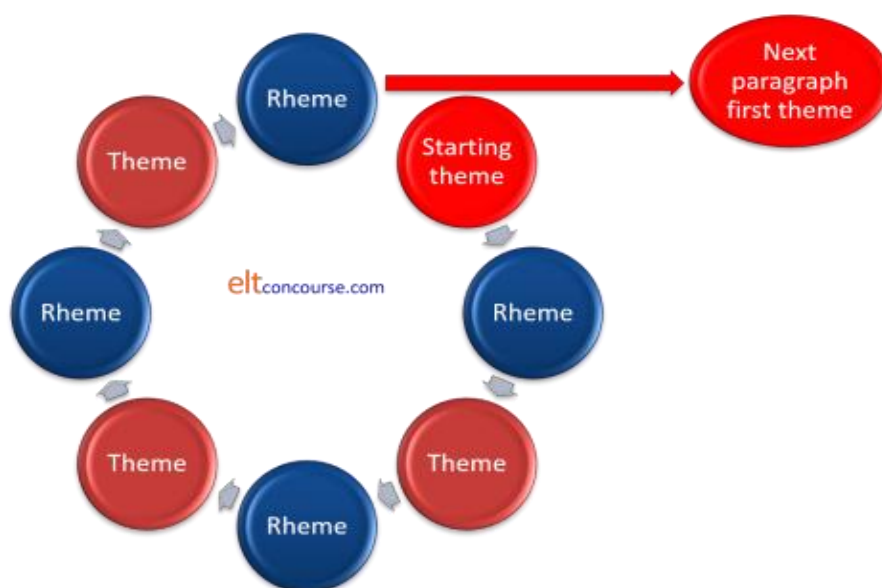 Rheme
Next
paragraph
first theme
Theme
Starting
theme
Rheme
eltconcourse.com
Rheme
Theme
Theme
Rheme